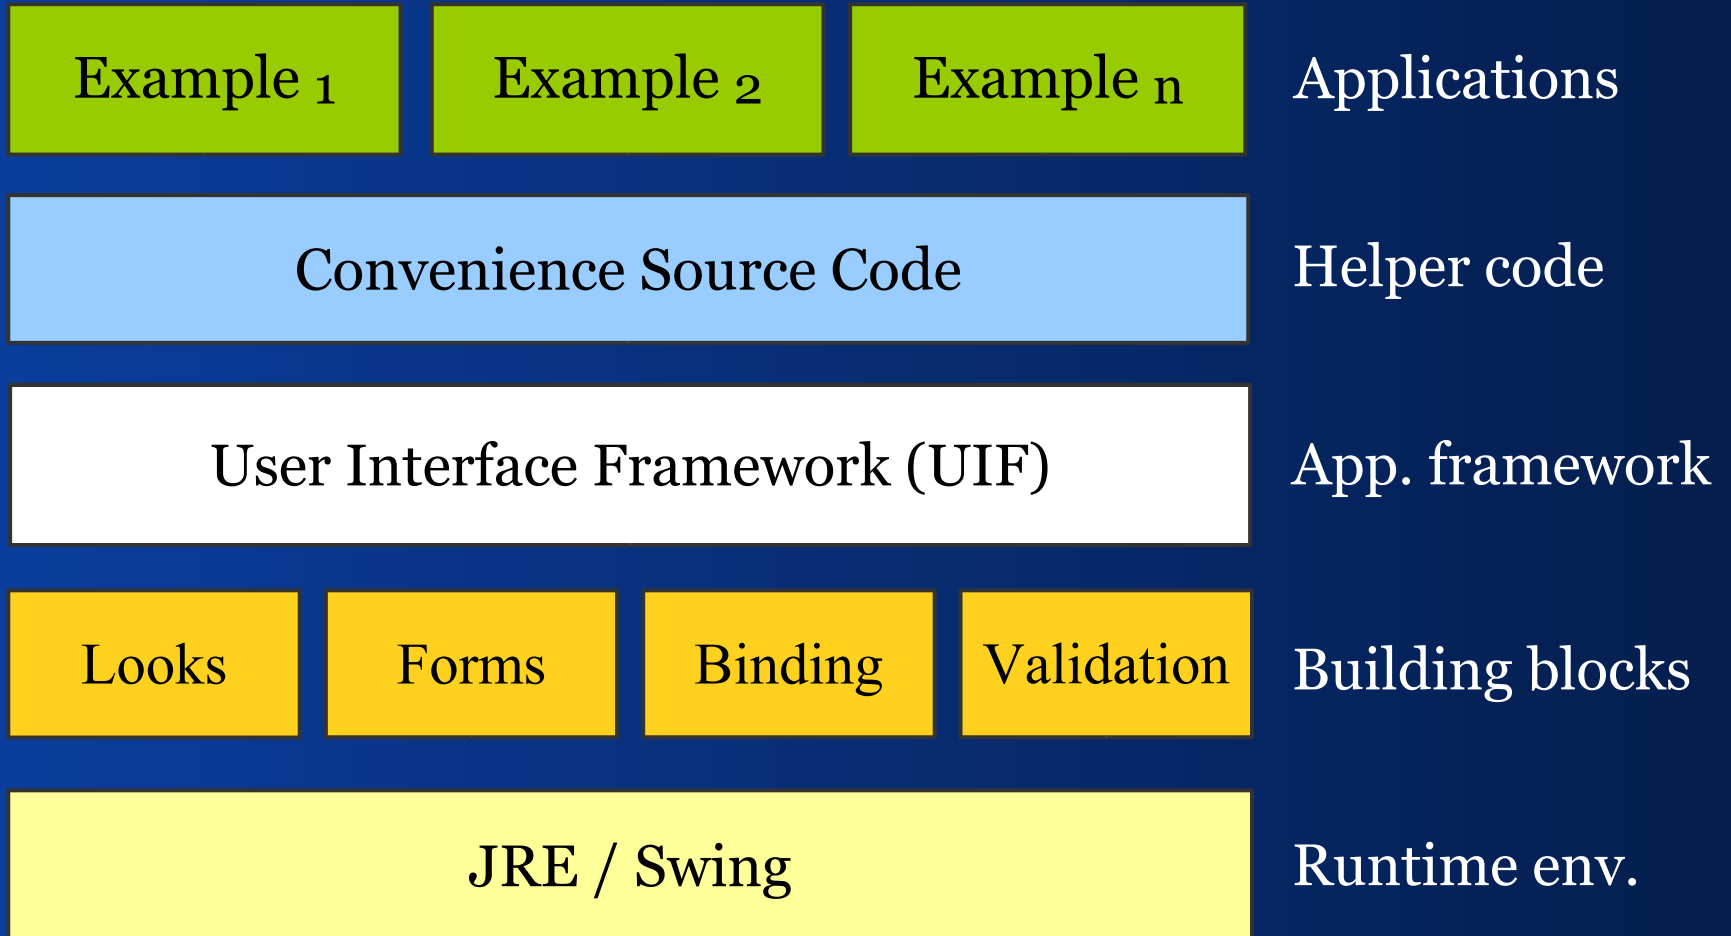 Example 1 Example 2 Example n Applications
Convenience Source Code Helper code
User Interface Framework (UIF) App. framework
Looks Forms Binding Validation Building blocks
JRE / Swing Runtime env.